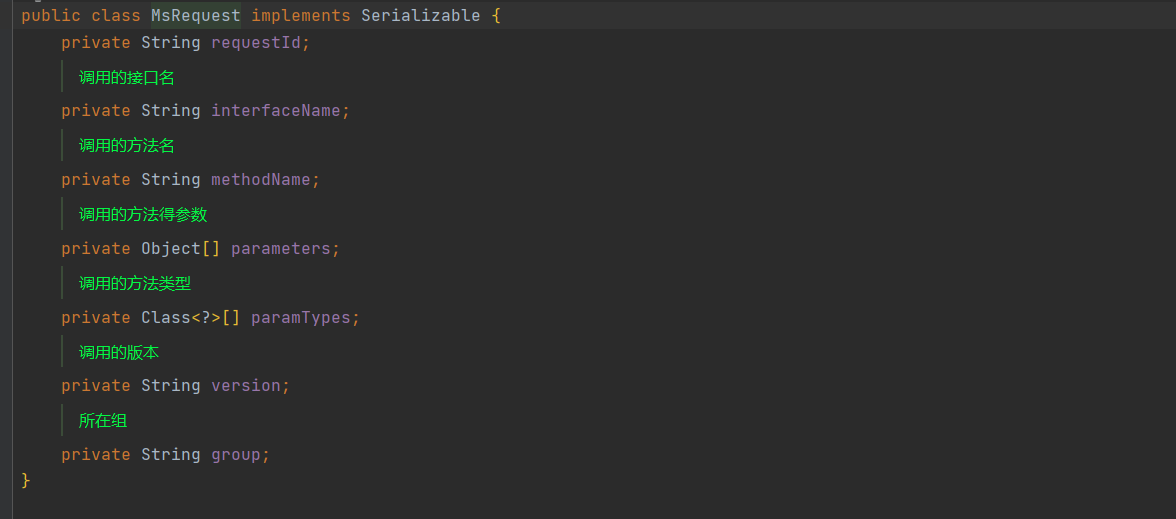 public class MsRequest implements Serializable {
private String requestId;
调用的接口名
private String interfaceName;
调用的方法名
private String methodName;
调用的方法得参数
private Object[] parameters;
调用的方法类型
private Class<?>[] paramTypes;
调用的版本
private String version;
所在组
private String group;
}